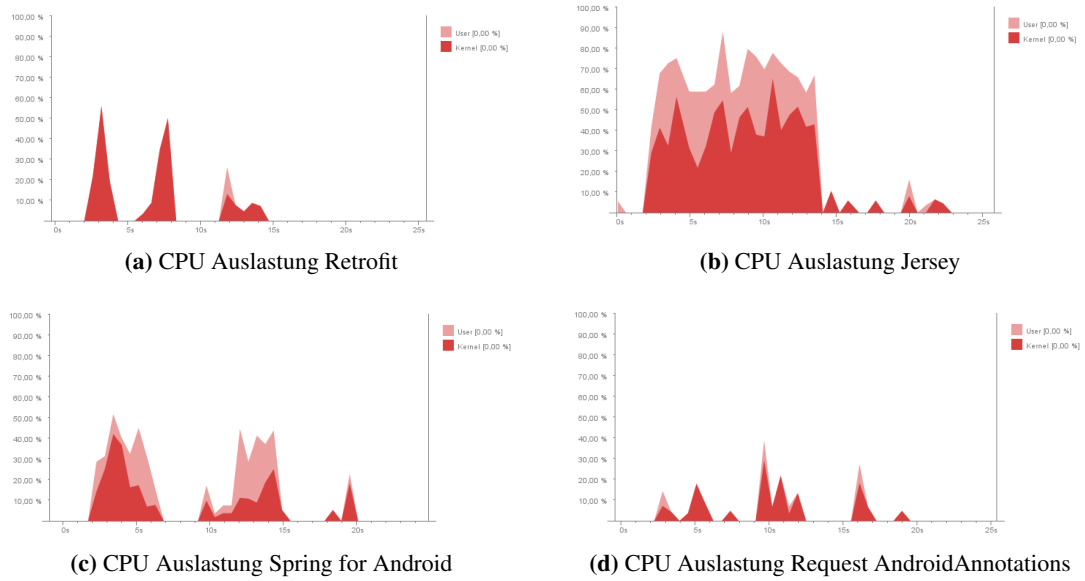 100,00 %
90,00 %
80,00 %
70,00 %
60,00 %
50,00 %
40,00 %
30,00 %
20,00 %
10,00 %
0s 5s 10s 15s 20s 25s
User [0,00 %]
Kernel [0,00 %]
(a) CPU Auslastung Retrofit
100,00 %
90,00 %
80,00 %
70,00 %
60,00 %
50,00 %
40,00 %
30,00 %
20,00 %
10,00 %
0s 5s 10s 15s 20s 25s
User [0,00 %]
Kernel [0,00 %]
(b) CPU Auslastung Jersey
100,00 %
90,00 %
80,00 %
70,00 %
60,00 %
50,00 %
40,00 %
30,00 %
20,00 %
10,00 %
0s 5s 10s 15s 20s
User [0,00 %]
Kernel [0,00 %]
(c) CPU Auslastung Spring for Android
100,00 %
90,00 %
80,00 %
70,00 %
60,00 %
50,00 %
40,00 %
30,00 %
20,00 %
10,00 %
0s 5s 10s 15s 20s 25s
User [0,00 %]
Kernel [0,00 %]
(d) CPU Auslastung Request AndroidAnnotations